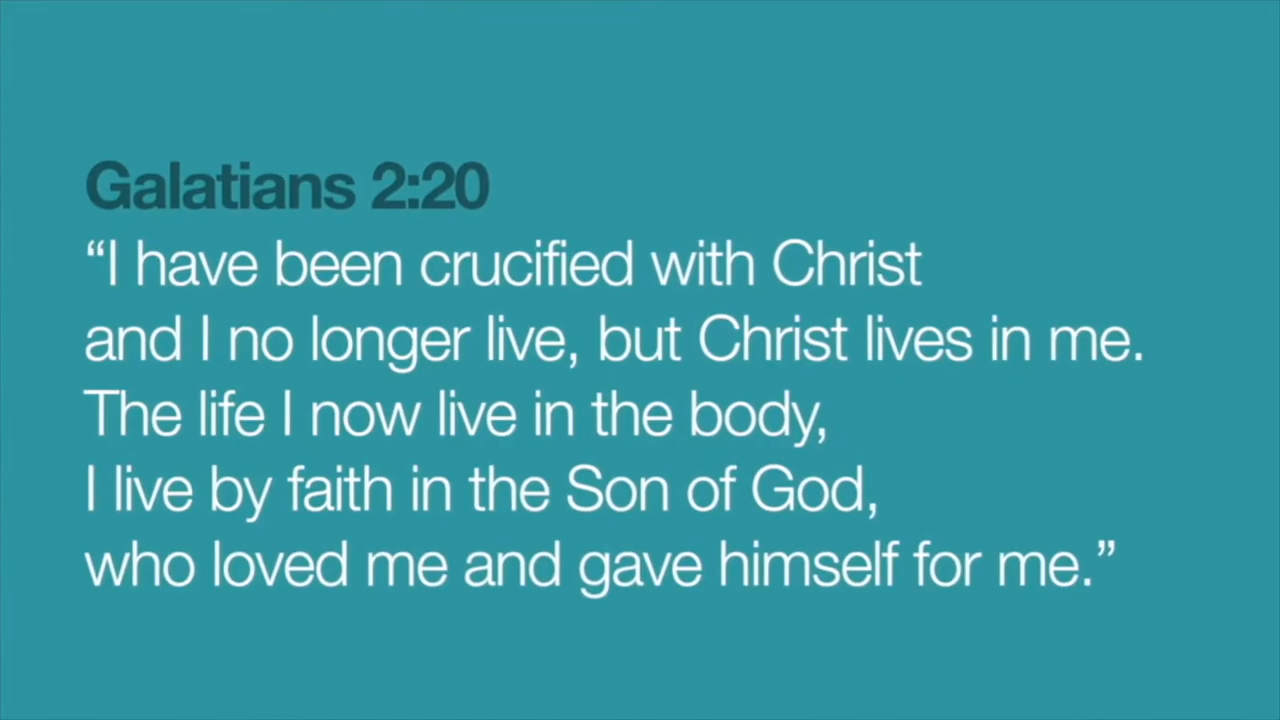 Galatians 2:20
“I have been crucified with Christ
and I no longer live, but Christ lives in me.
The life I now live in the body,
I live by faith in the Son of God,
who loved me and gave himself for me.”